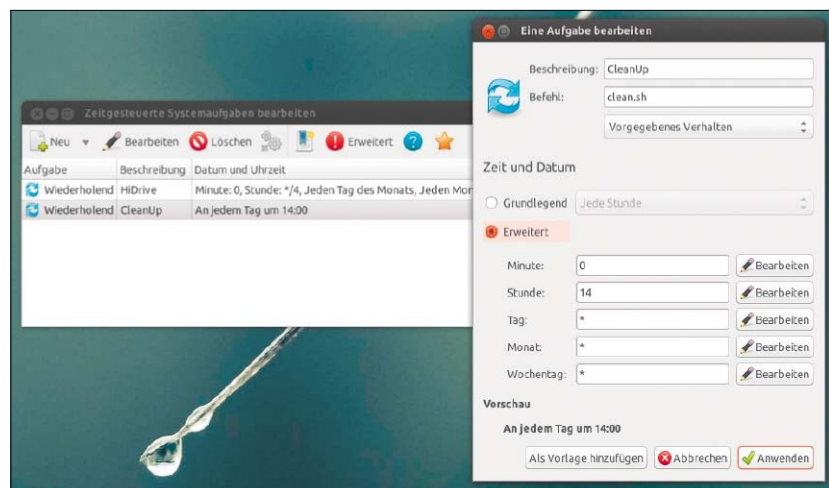 Zeitgesteuerte Systemaufgaben bearbeiten
Neu Bearbeiten Löschen Erweitert
Aufgabe Beschreibung Datum und Uhrzeit
Wiederholend HiDrive Minute: 0, Stunde: */4, Jeden Tag des Monats, Jeden Mor
Wiederholend CleanUp An jedem Tag um 14:00
Eine Aufgabe bearbeiten
Beschreibung: CleanUp
Befehl: clean.sh
Vorgegebenes Verhalten
Zeit und Datum
Grundlegend Jede Stunde
Erweitert
Minute: 0 Bearbeiten
Stunde: 14 Bearbeiten
Tag: * Bearbeiten
Monat: * Bearbeiten
Wochentag: * Bearbeiten
Vorschau
An jedem Tag um 14:00
Als Vorlage hinzufügen Abbrechen Anwenden